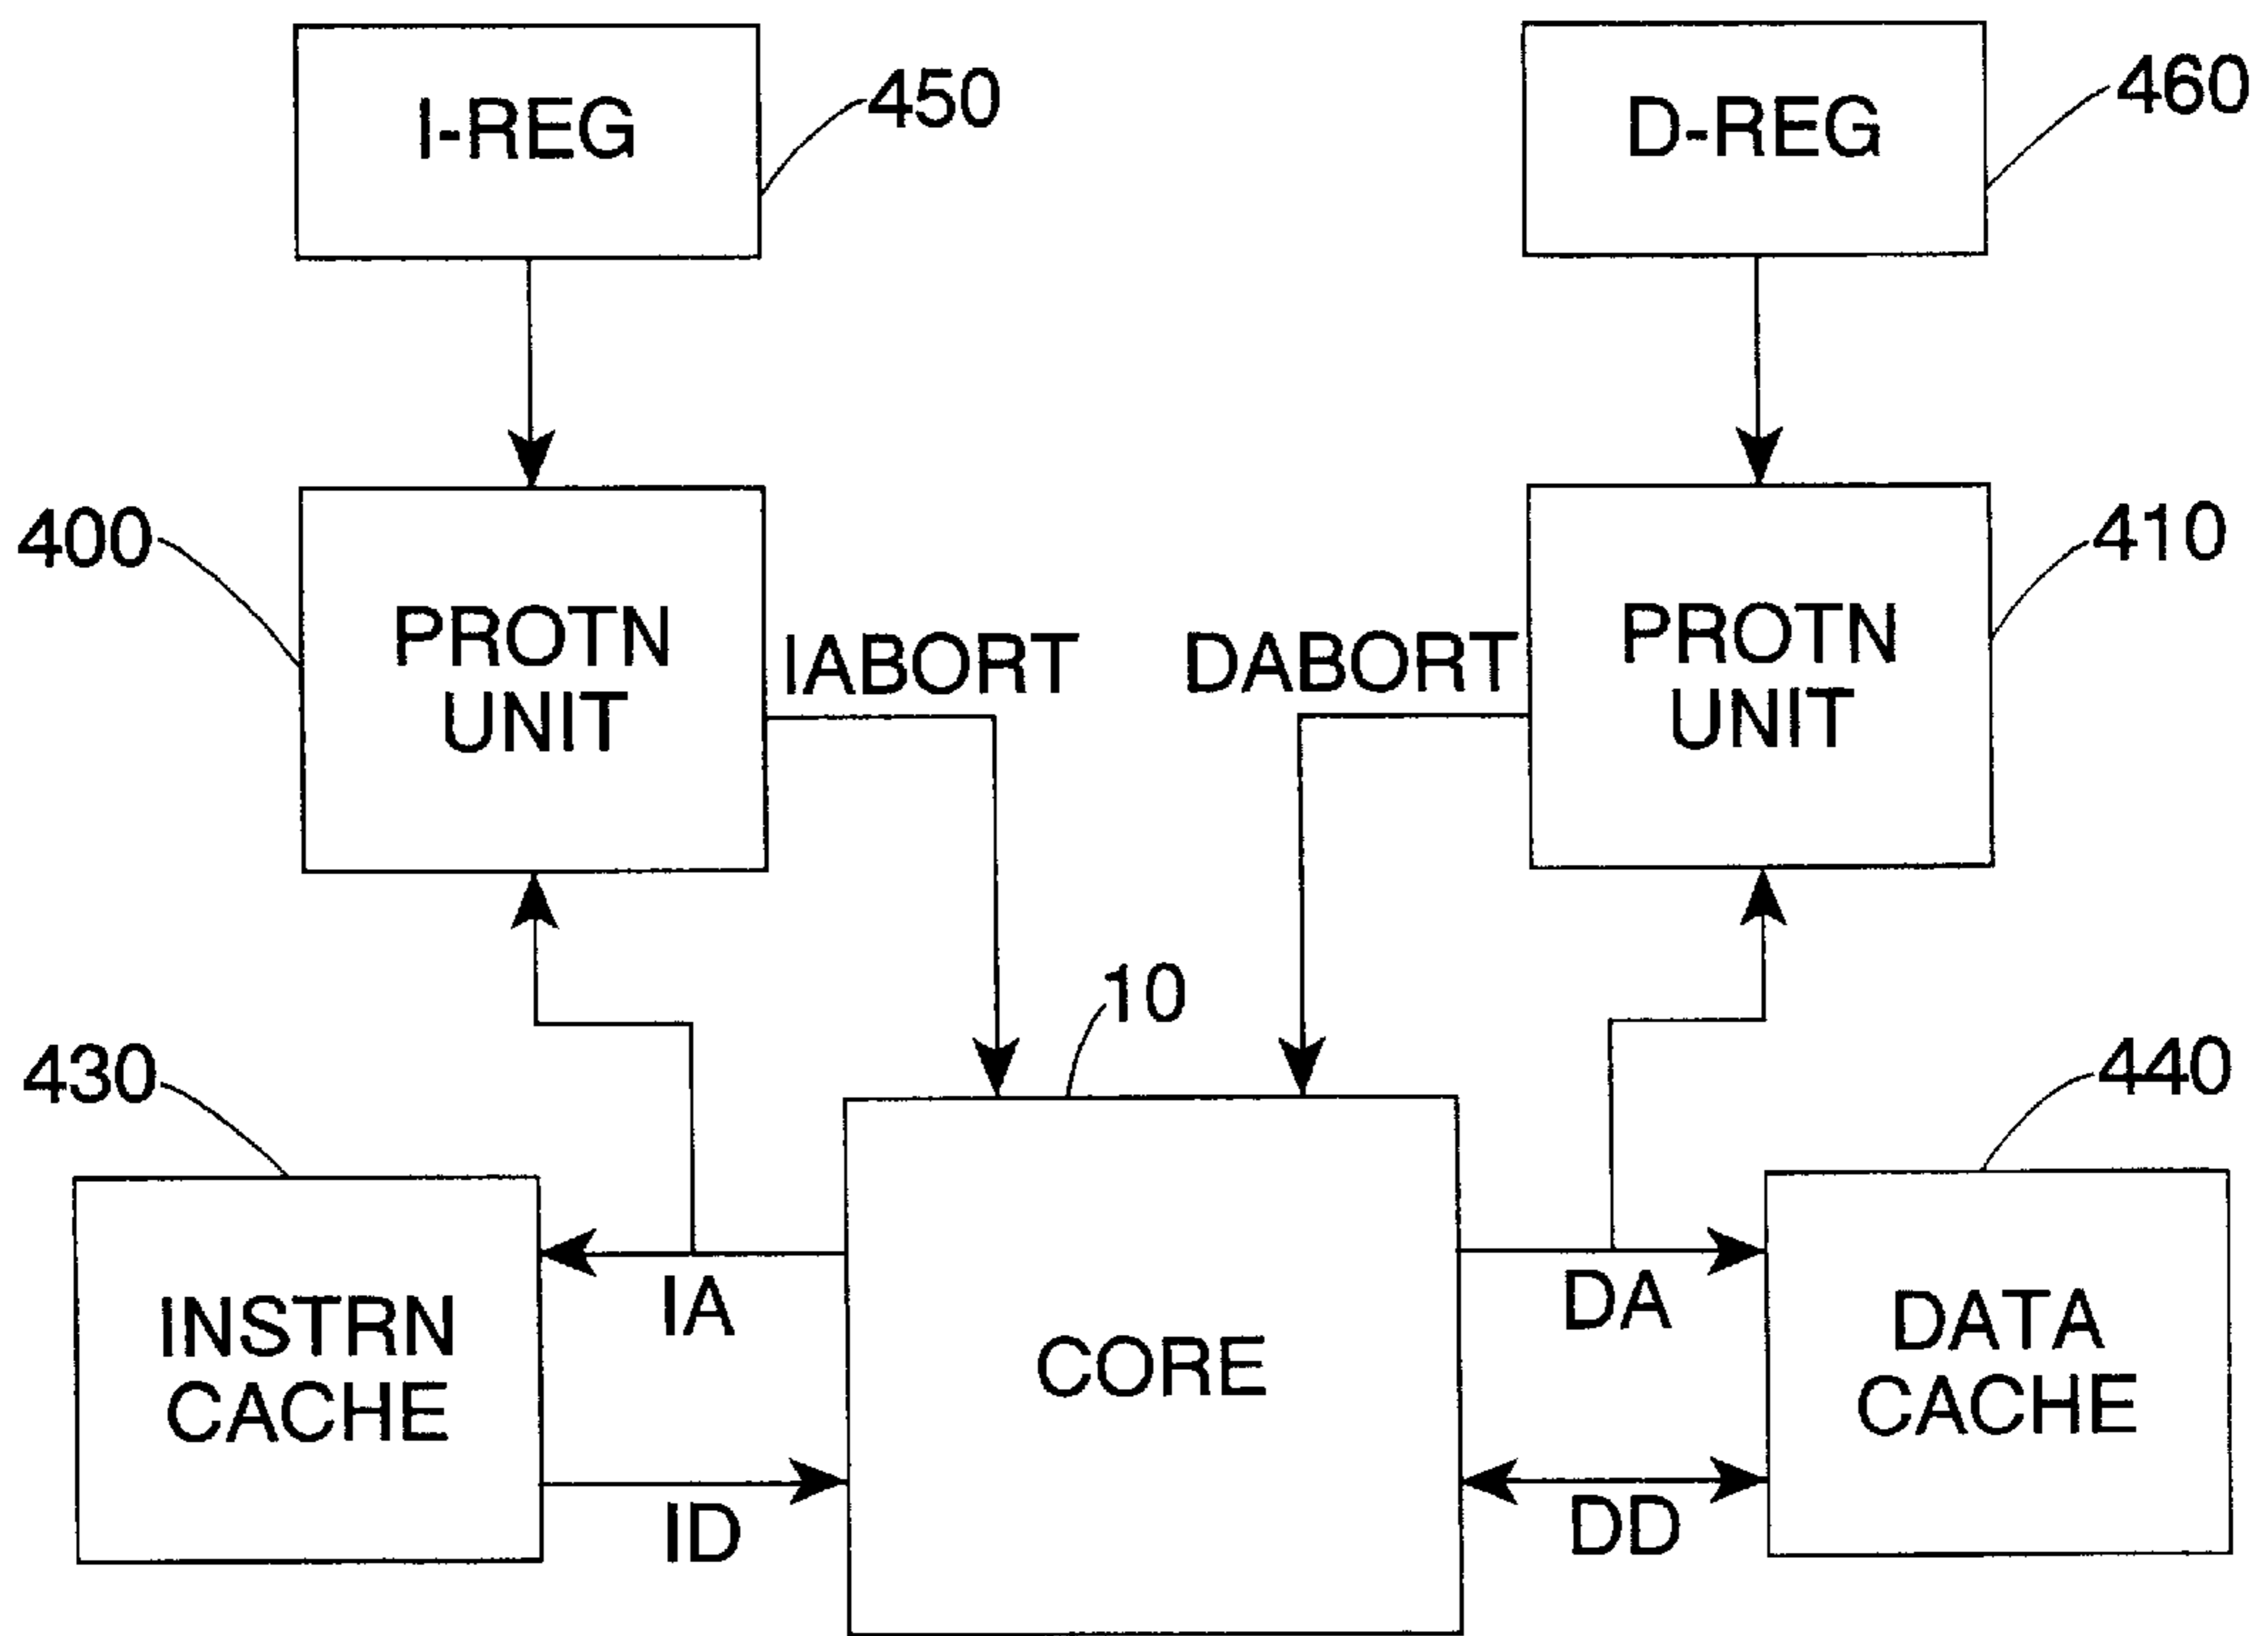 I-REG
450
D-REG
460
400
PROTN
UNIT
IABORT
DABORT
PROTN
UNIT
410
10
430
440
INSTRN
CACHE
IA
ID
CORE
DA
DD
DATA
CACHE